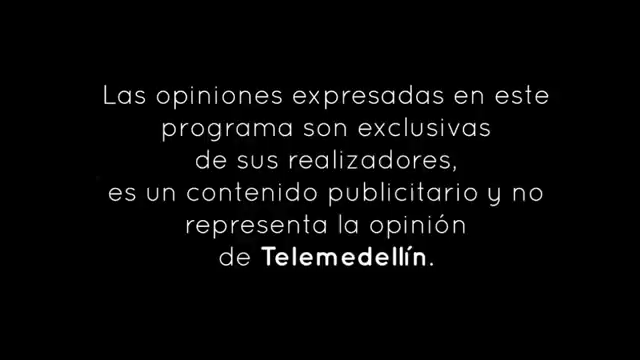 Las opiniones expresadas en este
programa son exclusivas
de sus realizadores,
es un contenido publicitario y no
representa la opinión
de Telemedellín.